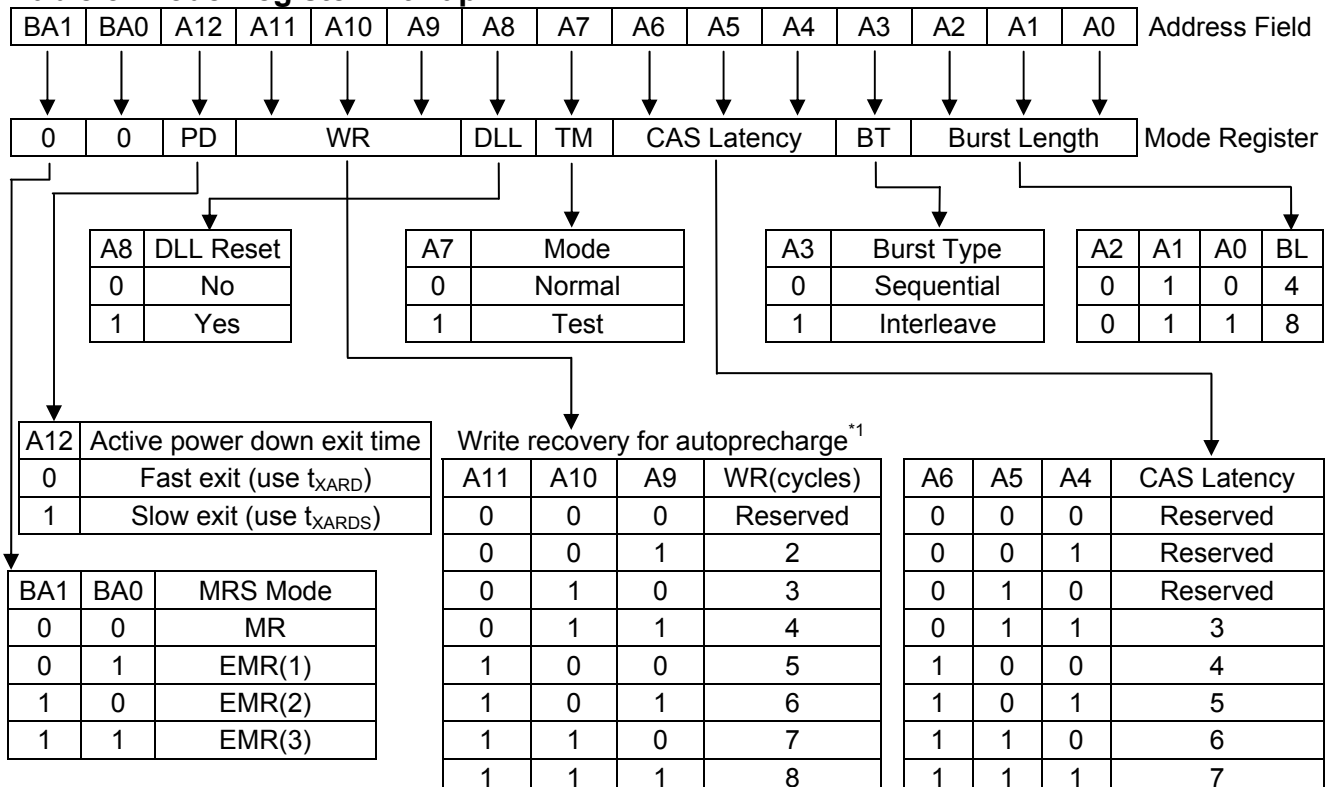 BA1 BA0 A12 A11 A10 A9 A8 A7 A6 A5 A4 A3 A2 A1 A0 Address Field
0 0 PD WR DLL TM CAS Latency BT Burst Length Mode Register
A8 DLL Reset
0 No
1 Yes
A7 Mode
0 Normal
1 Test
A3 Burst Type
0 Sequential
1 Interleave
A2 A1 A0 BL
0 1 0 4
0 1 1 8
A12 Active power down exit time
0 Fast exit (use tXARD)
1 Slow exit (use tXARDS)
BA1 BA0 MRS Mode
0 0 MR
0 1 EMR(1)
1 0 EMR(2)
1 1 EMR(3)
Write recovery for autoprecharge*1
A11 A10 A9 WR(cycles)
0 0 0 Reserved
0 0 1 2
0 1 0 3
0 1 1 4
1 0 0 5
1 0 1 6
1 1 0 7
1 1 1 8
A6 A5 A4 CAS Latency
0 0 0 Reserved
0 0 1 Reserved
0 1 0 Reserved
0 1 1 3
1 0 0 4
1 0 1 5
1 1 0 6
1 1 1 7